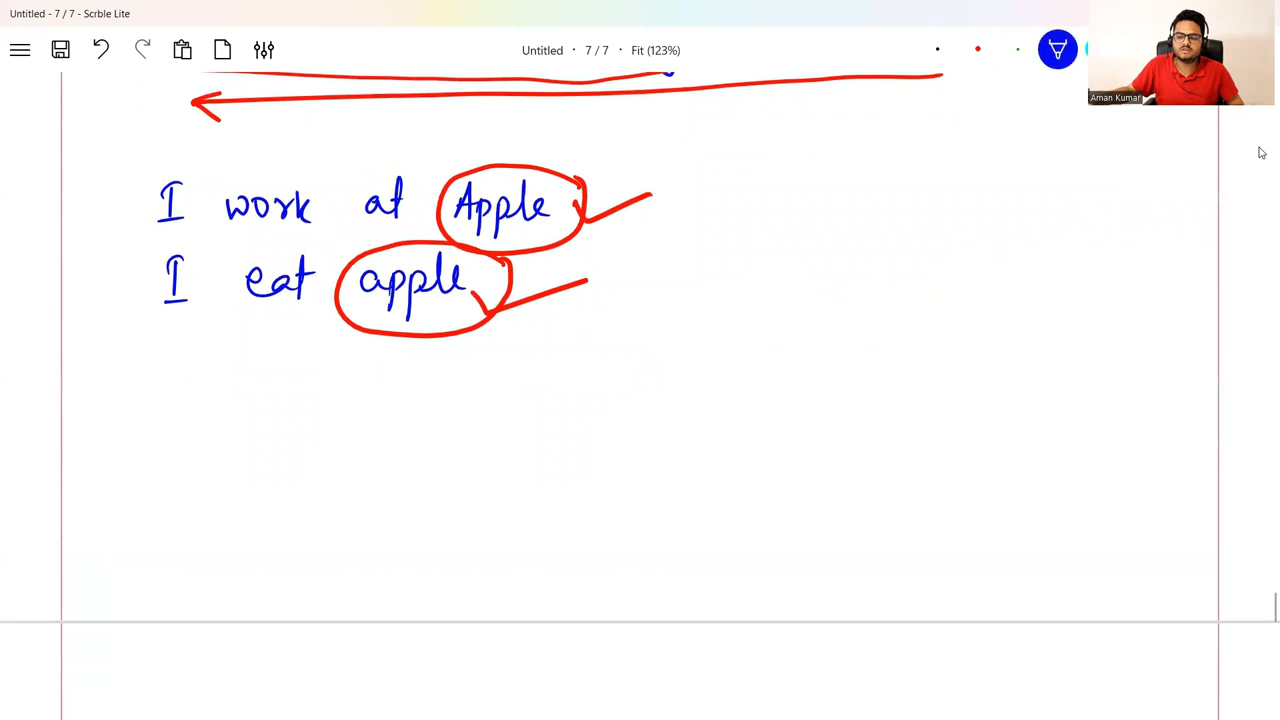 Untitled - 7 / 7 - Scrble Lite
Untitled • 7 / 7 • Fit (123%)
Aman Kumar
I work at Apple
I eat apple